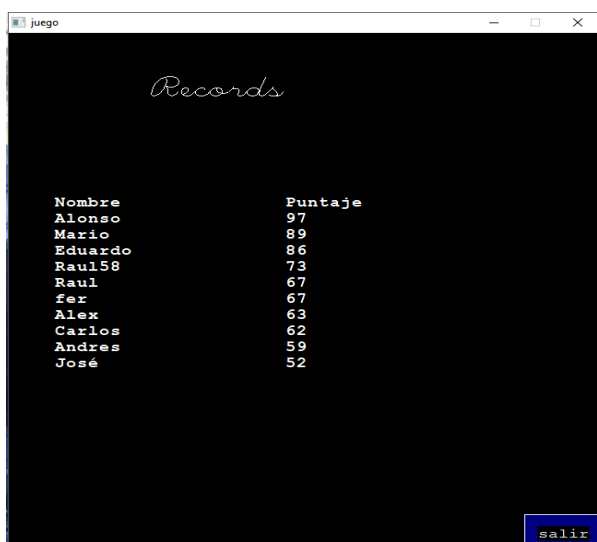 juego
Records
Nombre Puntaje
Alonso 97
Mario 89
Eduardo 86
Raul58 73
Raul 67
fer 67
Alex 63
Carlos 62
Andres 59
José 52
salir